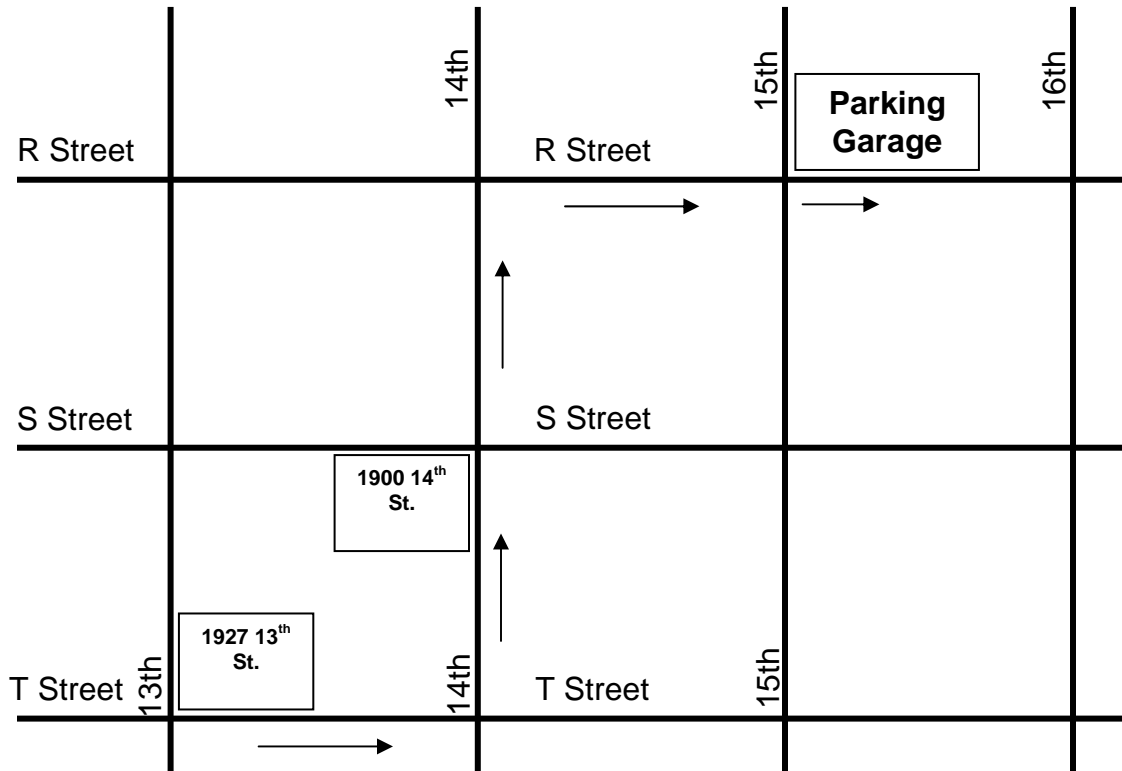 14th
15th
16th
Parking
Garage
R Street
R Street
S Street
S Street
1900 14th
St.
1927 13th
St.
T Street
13th
14th
T Street
15th